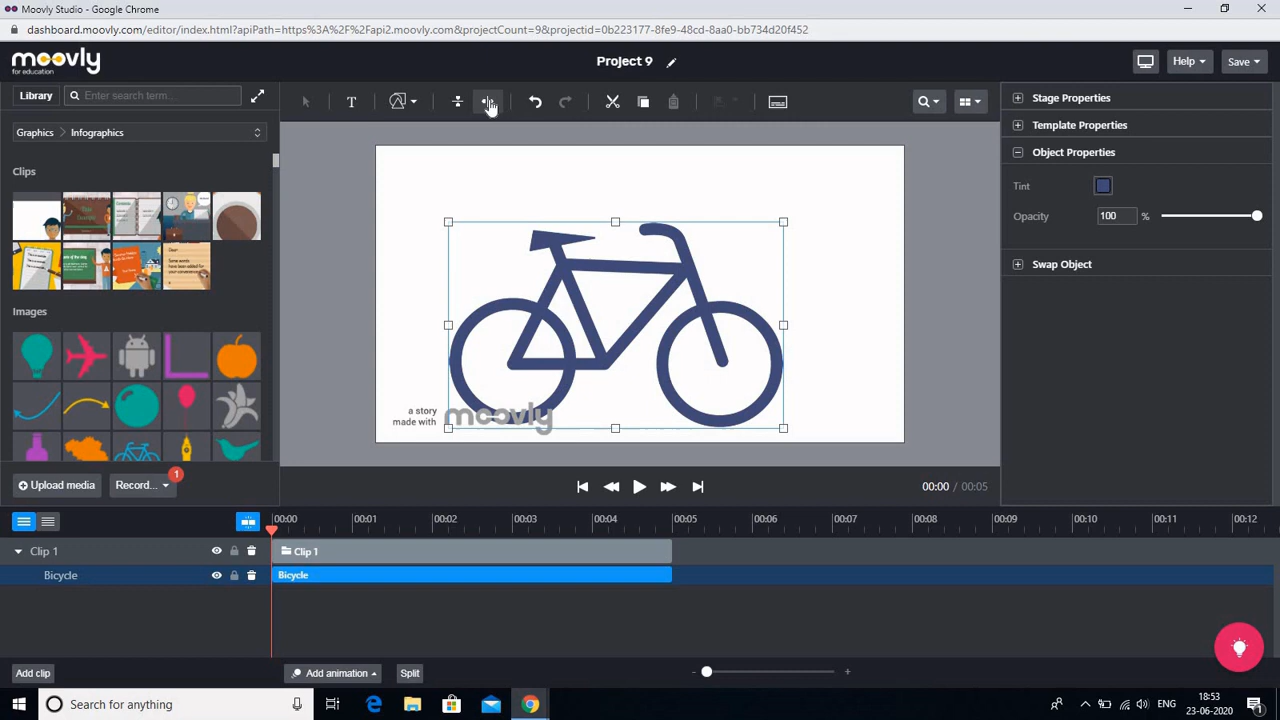 Moovly Studio - Google Chrome
dashboard.moovly.com/editor/index.html?apiPath=https%3A%2F%2Fapi2.moovly.com&projectCount=9&projectid=0b223177-8fe9-48cd-8aa0-bb734d20f452
moovly
for education
Project 9
Help
Save
Library
Enter search term...
T
Graphics > Infographics
Clips
Images
Upload media
Record...
1
Stage Properties
Template Properties
Object Properties
Tint
Opacity
100
%
Swap Object
a story
made with
moovly
00:00 / 00:05
00:00
00:01
00:02
00:03
00:04
00:05
00:06
00:07
00:08
00:09
00:10
00:11
00:12
Clip 1
Clip 1
Bicycle
Bicycle
Add clip
Add animation
Split
- +
Search for anything
ENG
18:53
23-06-2020
1